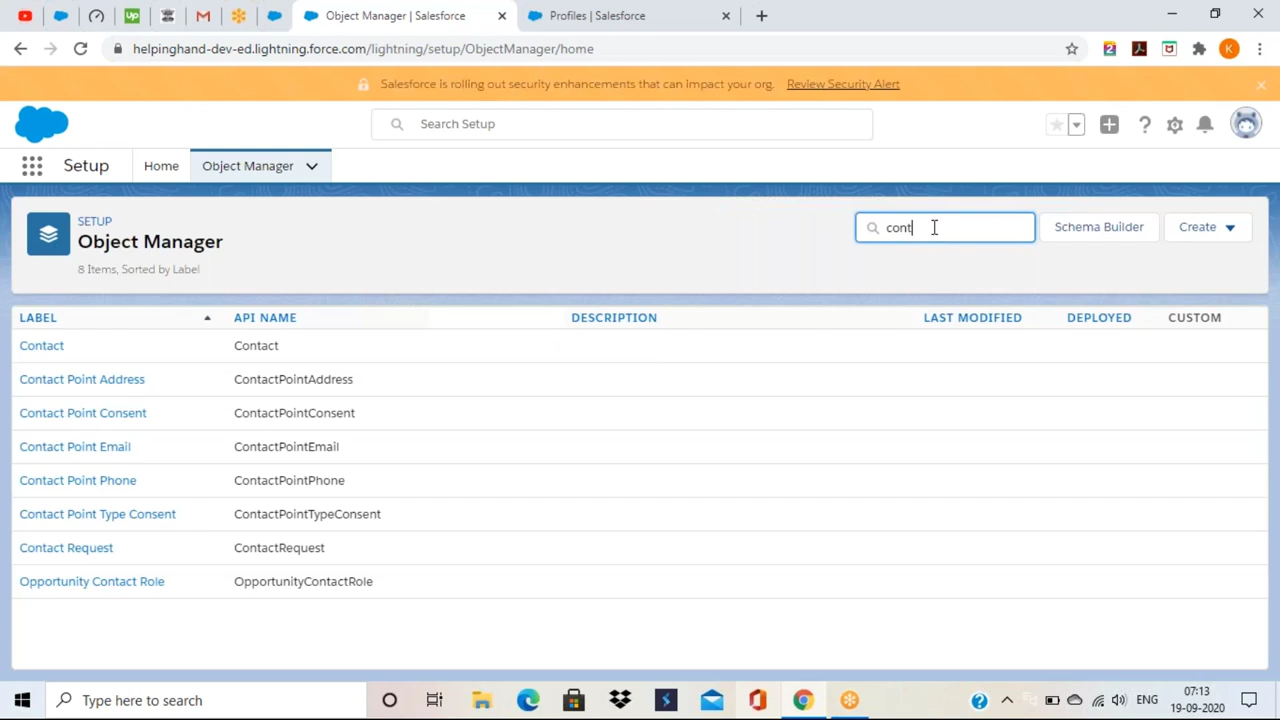 Up
Object Manager | Salesforce
Profiles | Salesforce
helpinghand-dev-ed.lightning.force.com/lightning/setup/ObjectManager/home
2
K
Salesforce is rolling out security enhancements that can impact your org. Review Security Alert
Search Setup
Setup
Home
Object Manager
SETUP
Object Manager
8 Items, Sorted by Label
cont
Schema Builder
Create
LABEL API NAME DESCRIPTION LAST MODIFIED DEPLOYED CUSTOM
Contact Contact
Contact Point Address ContactPointAddress
Contact Point Consent ContactPointConsent
Contact Point Email ContactPointEmail
Contact Point Phone ContactPointPhone
Contact Point Type Consent ContactPointTypeConsent
Contact Request ContactRequest
Opportunity Contact Role OpportunityContactRole
Type here to search
ENG
07:13
19-09-2020